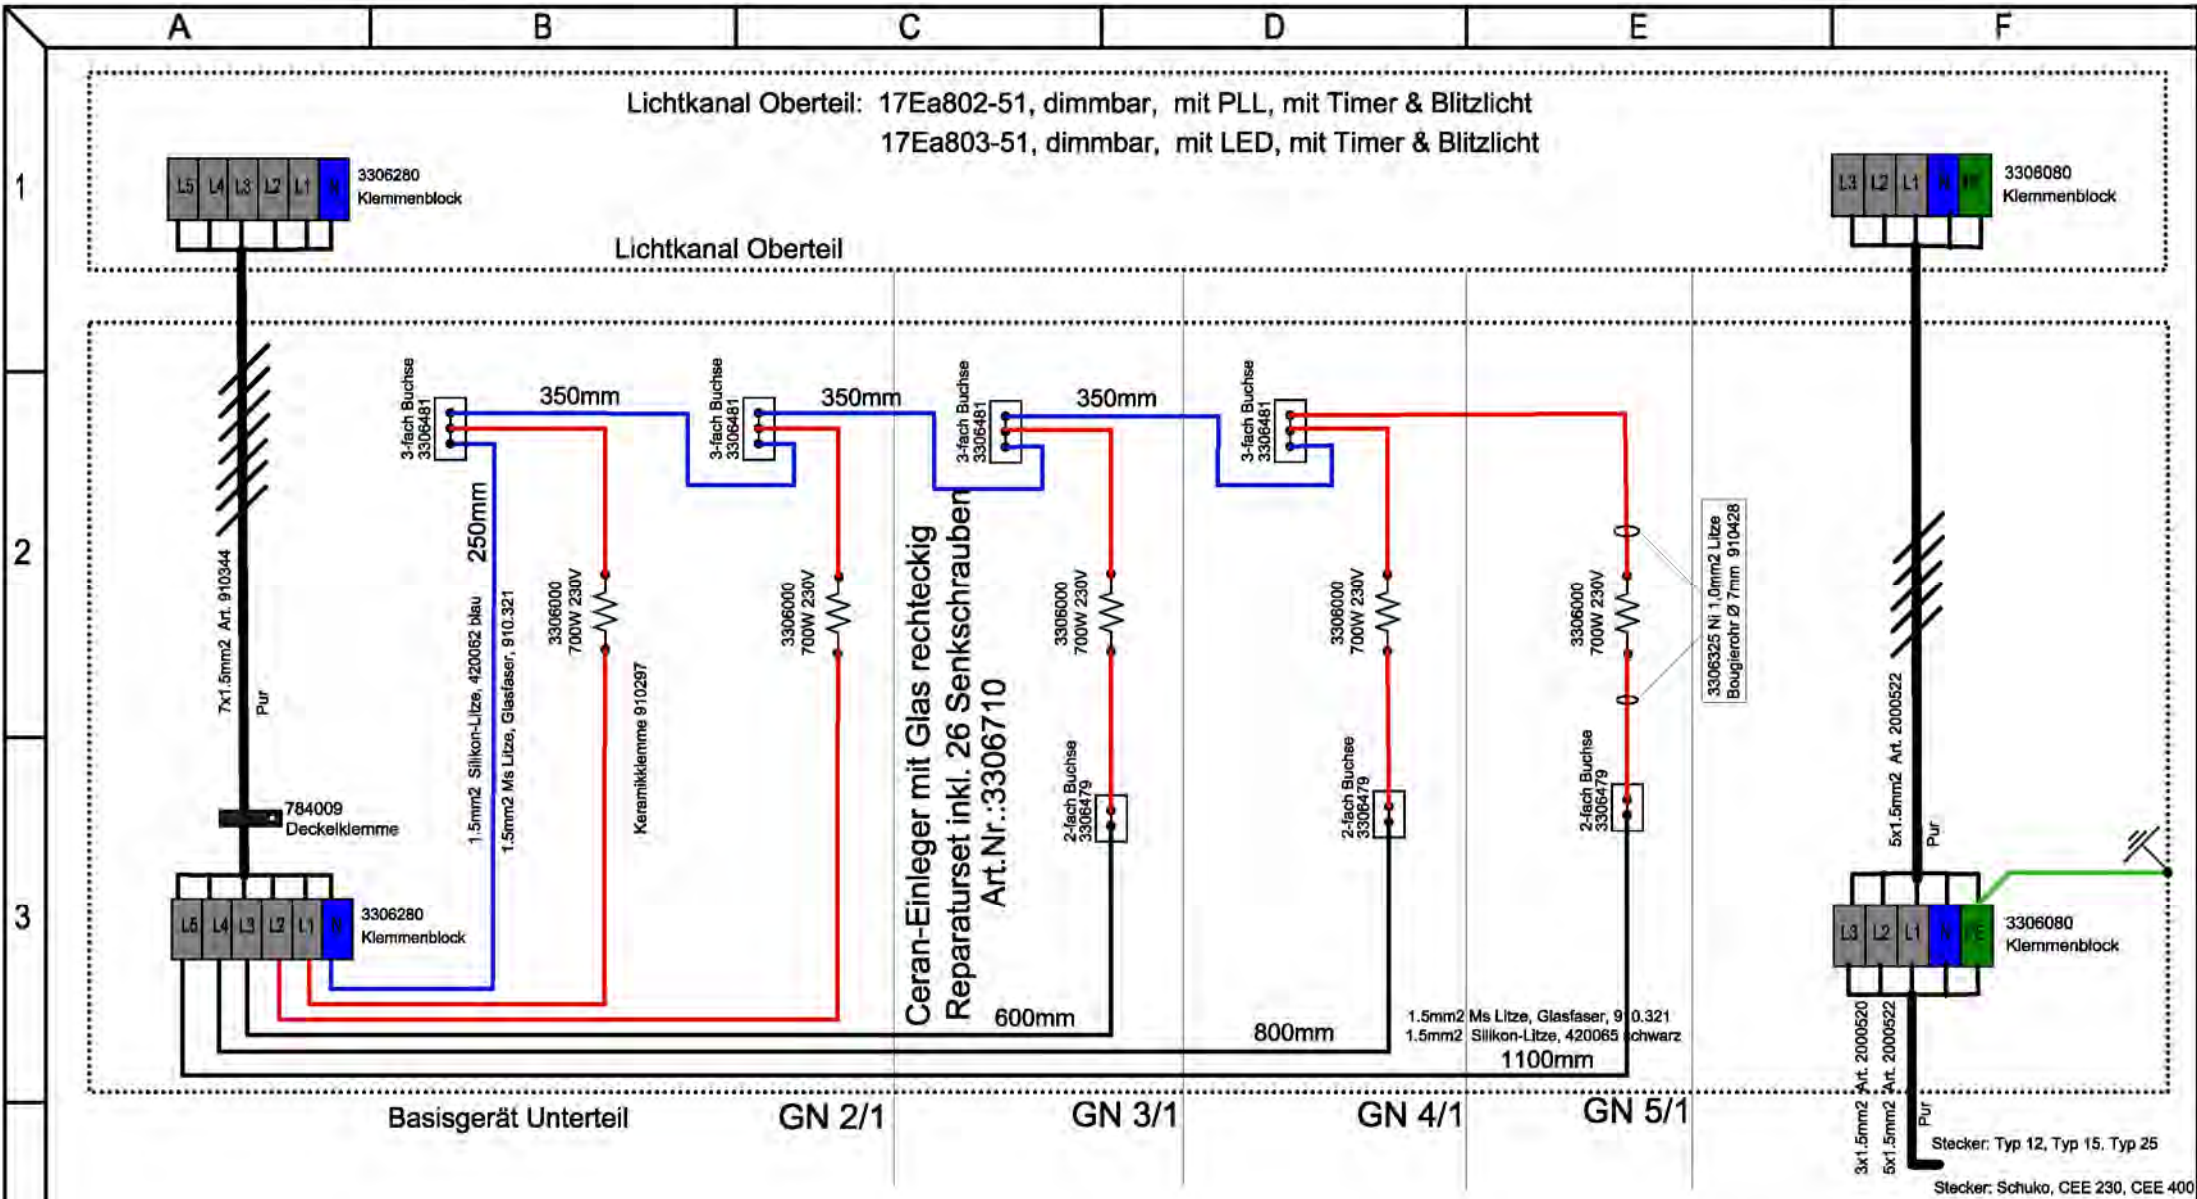 A B C D E F
1
2
3
Lichtkanal Oberteil: 17Ea802-51, dimmbar, mit PLL, mit Timer & Blitzlicht
17Ea803-51, dimmbar, mit LED, mit Timer & Blitzlicht
L5 L4 L3 L2 L1 N
3306280
Klemmenblock
L3 L2 L1 N PE
3306080
Klemmenblock
Lichtkanal Oberteil
3-fach Buchse
3306481
350mm
3-fach Buchse
3306481
350mm
3-fach Buchse
3306481
350mm
3-fach Buchse
3306481
7x1.5mm2 Art. 910344
Pur
250mm
1.5mm2 Silikon-Litze, 420062 blau
1.5mm2 Ms Litze, Glasfaser, 910.321
3306000
700W 230V
Keramikklemme 910297
3306000
700W 230V
Ceran-Einleger mit Glas rechteckig
Reparaturset inkl. 26 Senkschrauben
Art.Nr.:3306710
3306000
700W 230V
3306000
700W 230V
3306000
700W 230V
3306325 Ni 1,0mm2 Litze
Bougierohr Ø 7mm 910428
5x1.5mm2 Art. 2000522
Pur
2-fach Buchse
3306479
2-fach Buchse
3306479
2-fach Buchse
3306479
784009
Deckelklemme
L5 L4 L3 L2 L1 N
3306280
Klemmenblock
L3 L2 L1 N PE
3306080
Klemmenblock
600mm
800mm
1.5mm2 Ms Litze, Glasfaser, 910.321
1.5mm2 Silikon-Litze, 420065 schwarz
1100mm
3x1.5mm2 Art. 2000520
5x1.5mm2 Art. 2000522
Pur
Basisgerät Unterteil
GN 2/1
GN 3/1
GN 4/1
GN 5/1
Stecker: Typ 12, Typ 15, Typ 25
Stecker: Schuko, CEE 230, CEE 400